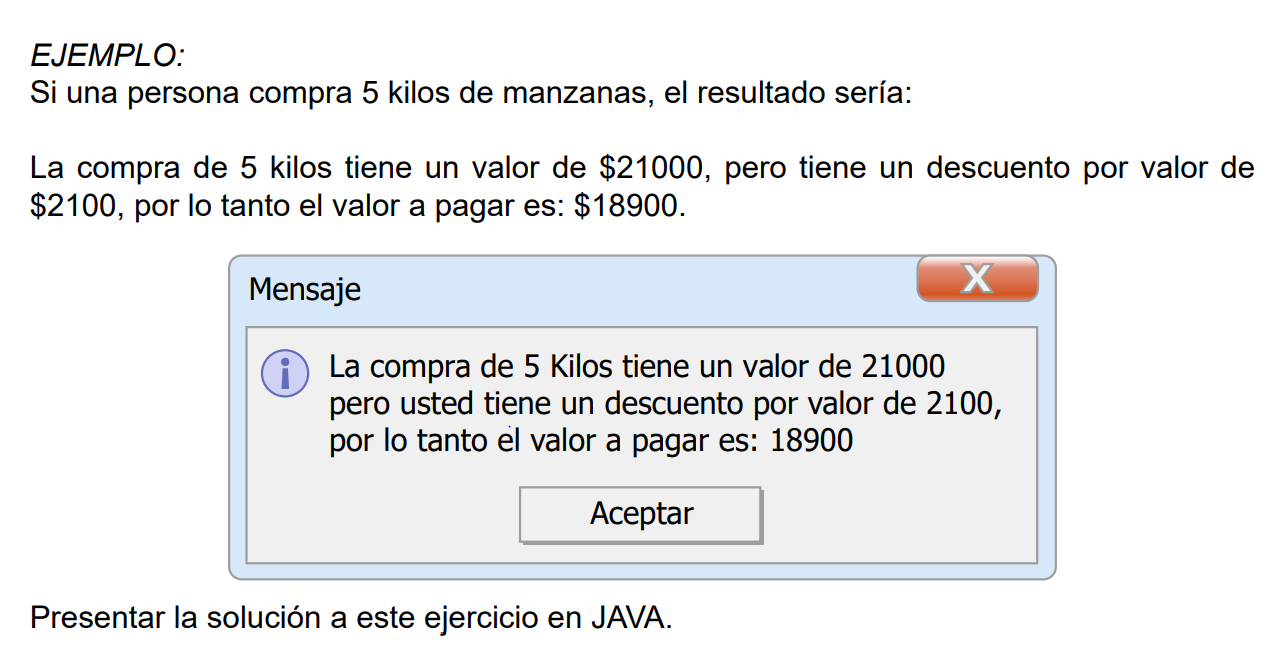 EJEMPLO:
Si una persona compra 5 kilos de manzanas, el resultado sería:
La compra de 5 kilos tiene un valor de $21000, pero tiene un descuento por valor de
$2100, por lo tanto el valor a pagar es: $18900.
Mensaje
X
La compra de 5 Kilos tiene un valor de 21000
pero usted tiene un descuento por valor de 2100,
por lo tanto el valor a pagar es: 18900
Aceptar
Presentar la solución a este ejercicio en JAVA.